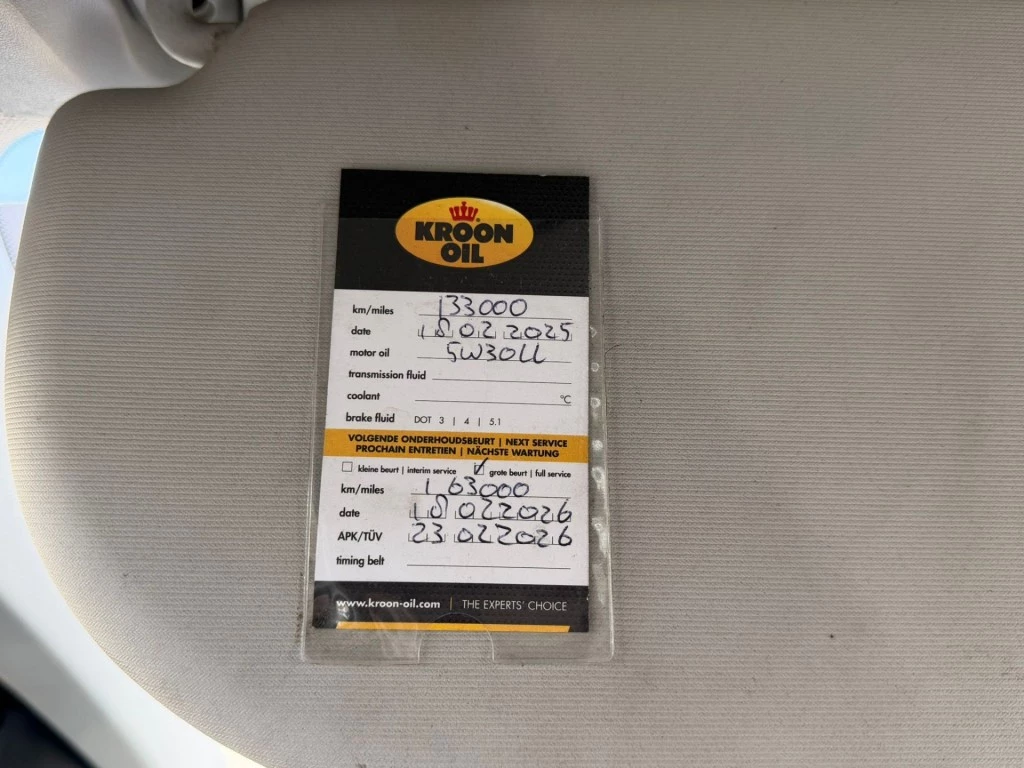 KROON
OIL
km/miles 133000
date 18 02 2025
motor oil 5W30LL
transmission fluid
coolant °C
brake fluid DOT 3 | 4 | 5.1
VOLGENDE ONDERHOUDSBEURT | NEXT SERVICE
PROCHAIN ENTRETIEN | NÄCHSTE WARTUNG
kleine beurt | interim service grote beurt | full service
km/miles 163000
date 18 02 2026
APK/TÜV 23 02 2026
timing belt
www.kroon-oil.com | THE EXPERTS' CHOICE